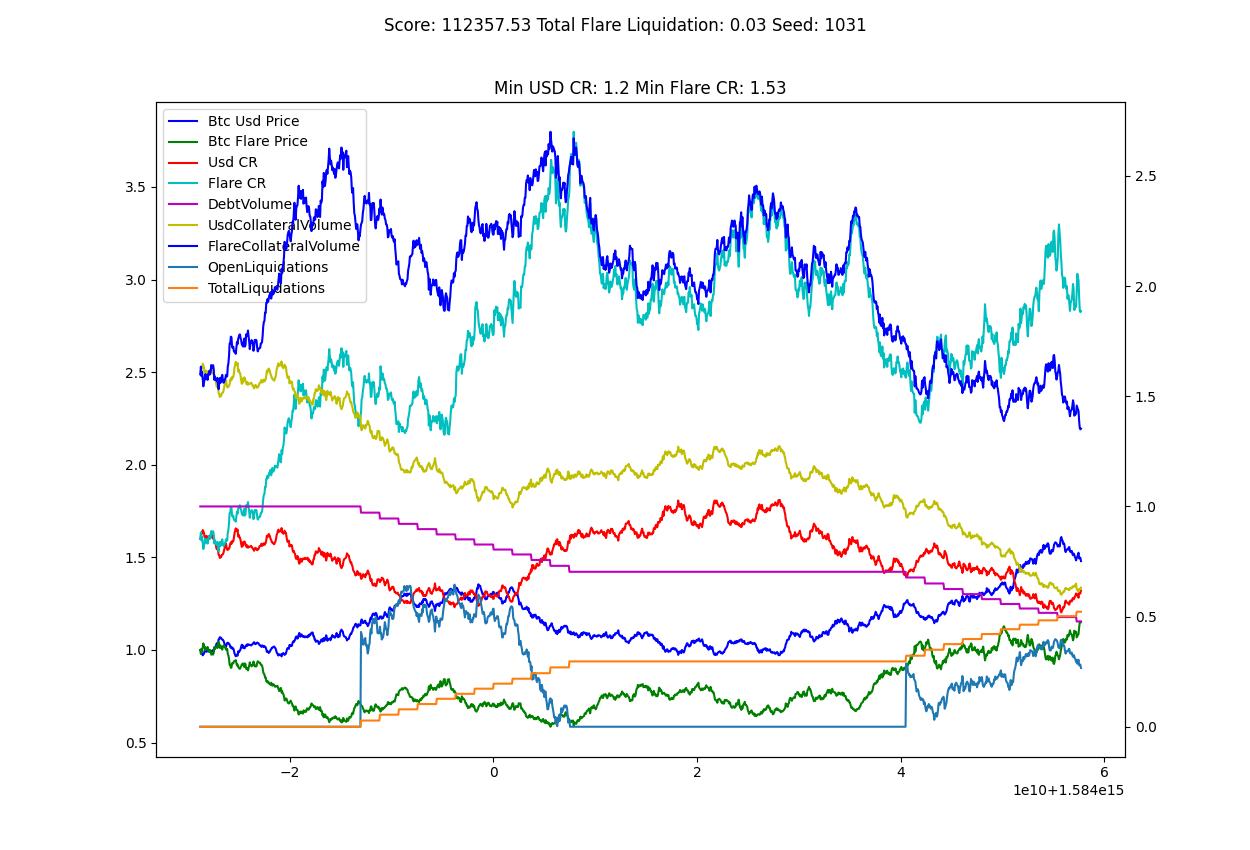 Score: 112357.53 Total Flare Liquidation: 0.03 Seed: 1031
Min USD CR: 1.2 Min Flare CR: 1.53
Btc Usd Price
Btc Flare Price
Usd CR
Flare CR
DebtVolume
UsdCollateralVolume
FlareCollateralVolume
OpenLiquidations
TotalLiquidations
3.5
3.0
2.5
2.0
1.5
1.0
0.5
2.5
2.0
1.5
1.0
0.5
0.0
−2 0 2 4 6
1e10+1.584e15